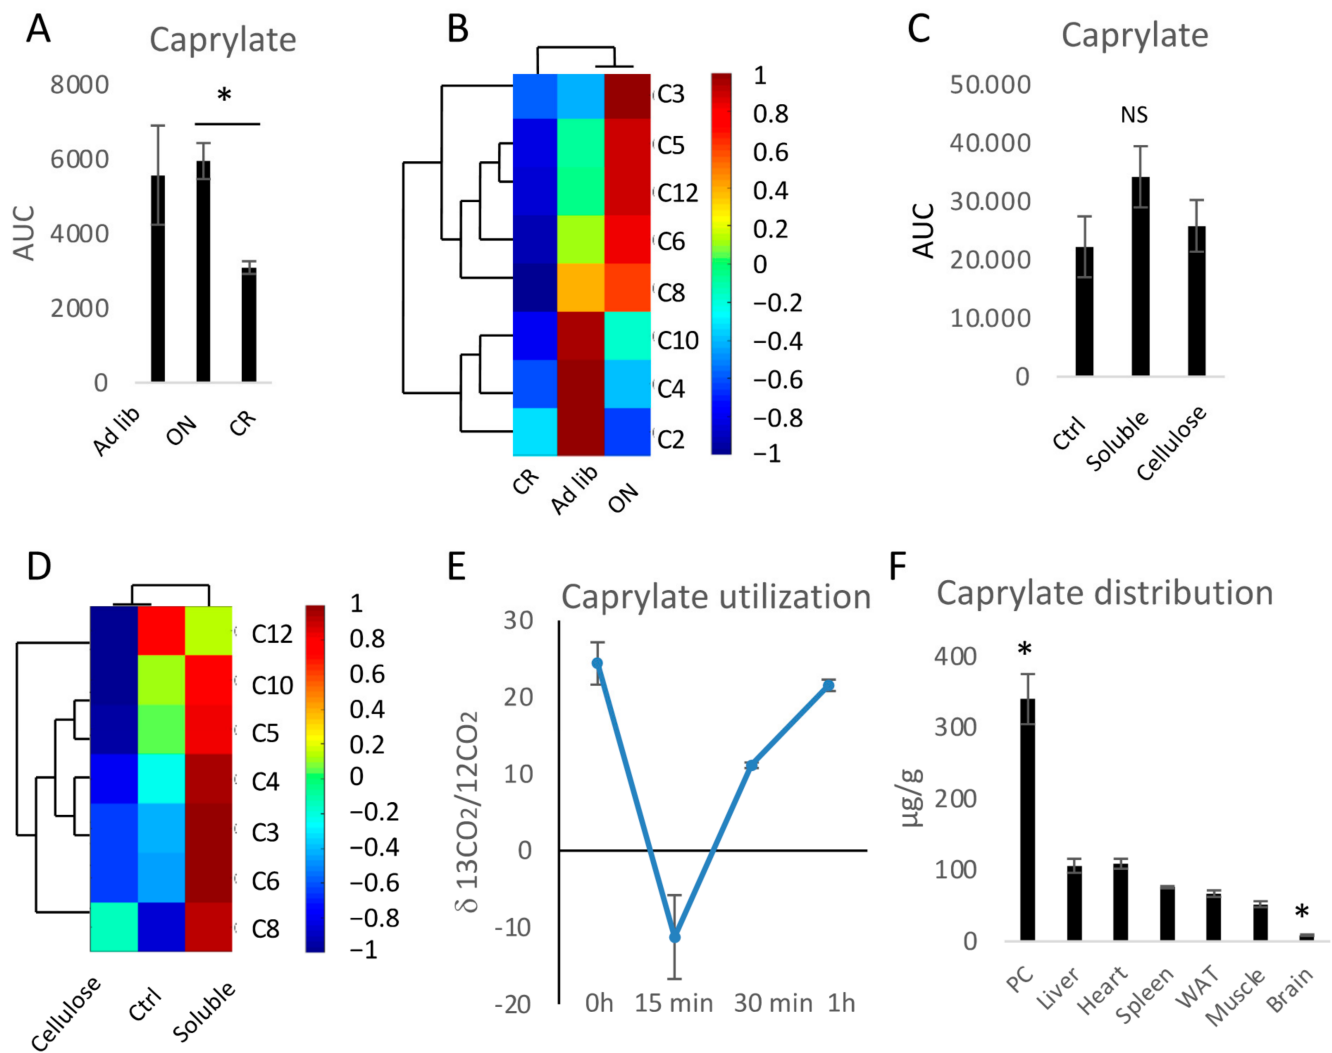 A
Caprylate
8000
6000
4000
2000
0
AUC
*
Ad lib
ON
CR
B
C3
C5
C12
C6
C8
C10
C4
C2
1
0.8
0.6
0.4
0.2
0
−0.2
−0.4
−0.6
−0.8
−1
CR
Ad lib
ON
C
Caprylate
50.000
40.000
30.000
20.000
10.000
0
AUC
NS
Ctrl
Soluble
Cellulose
D
C12
C10
C5
C4
C3
C6
C8
1
0.8
0.6
0.4
0.2
0
−0.2
−0.4
−0.6
−0.8
−1
Cellulose
Ctrl
Soluble
E
Caprylate utilization
30
20
10
0
-10
-20
δ 13CO2/12CO2
0h
15 min
30 min
1h
F
Caprylate distribution
400
300
200
100
0
µg/g
*
*
PC
Liver
Heart
Spleen
WAT
Muscle
Brain